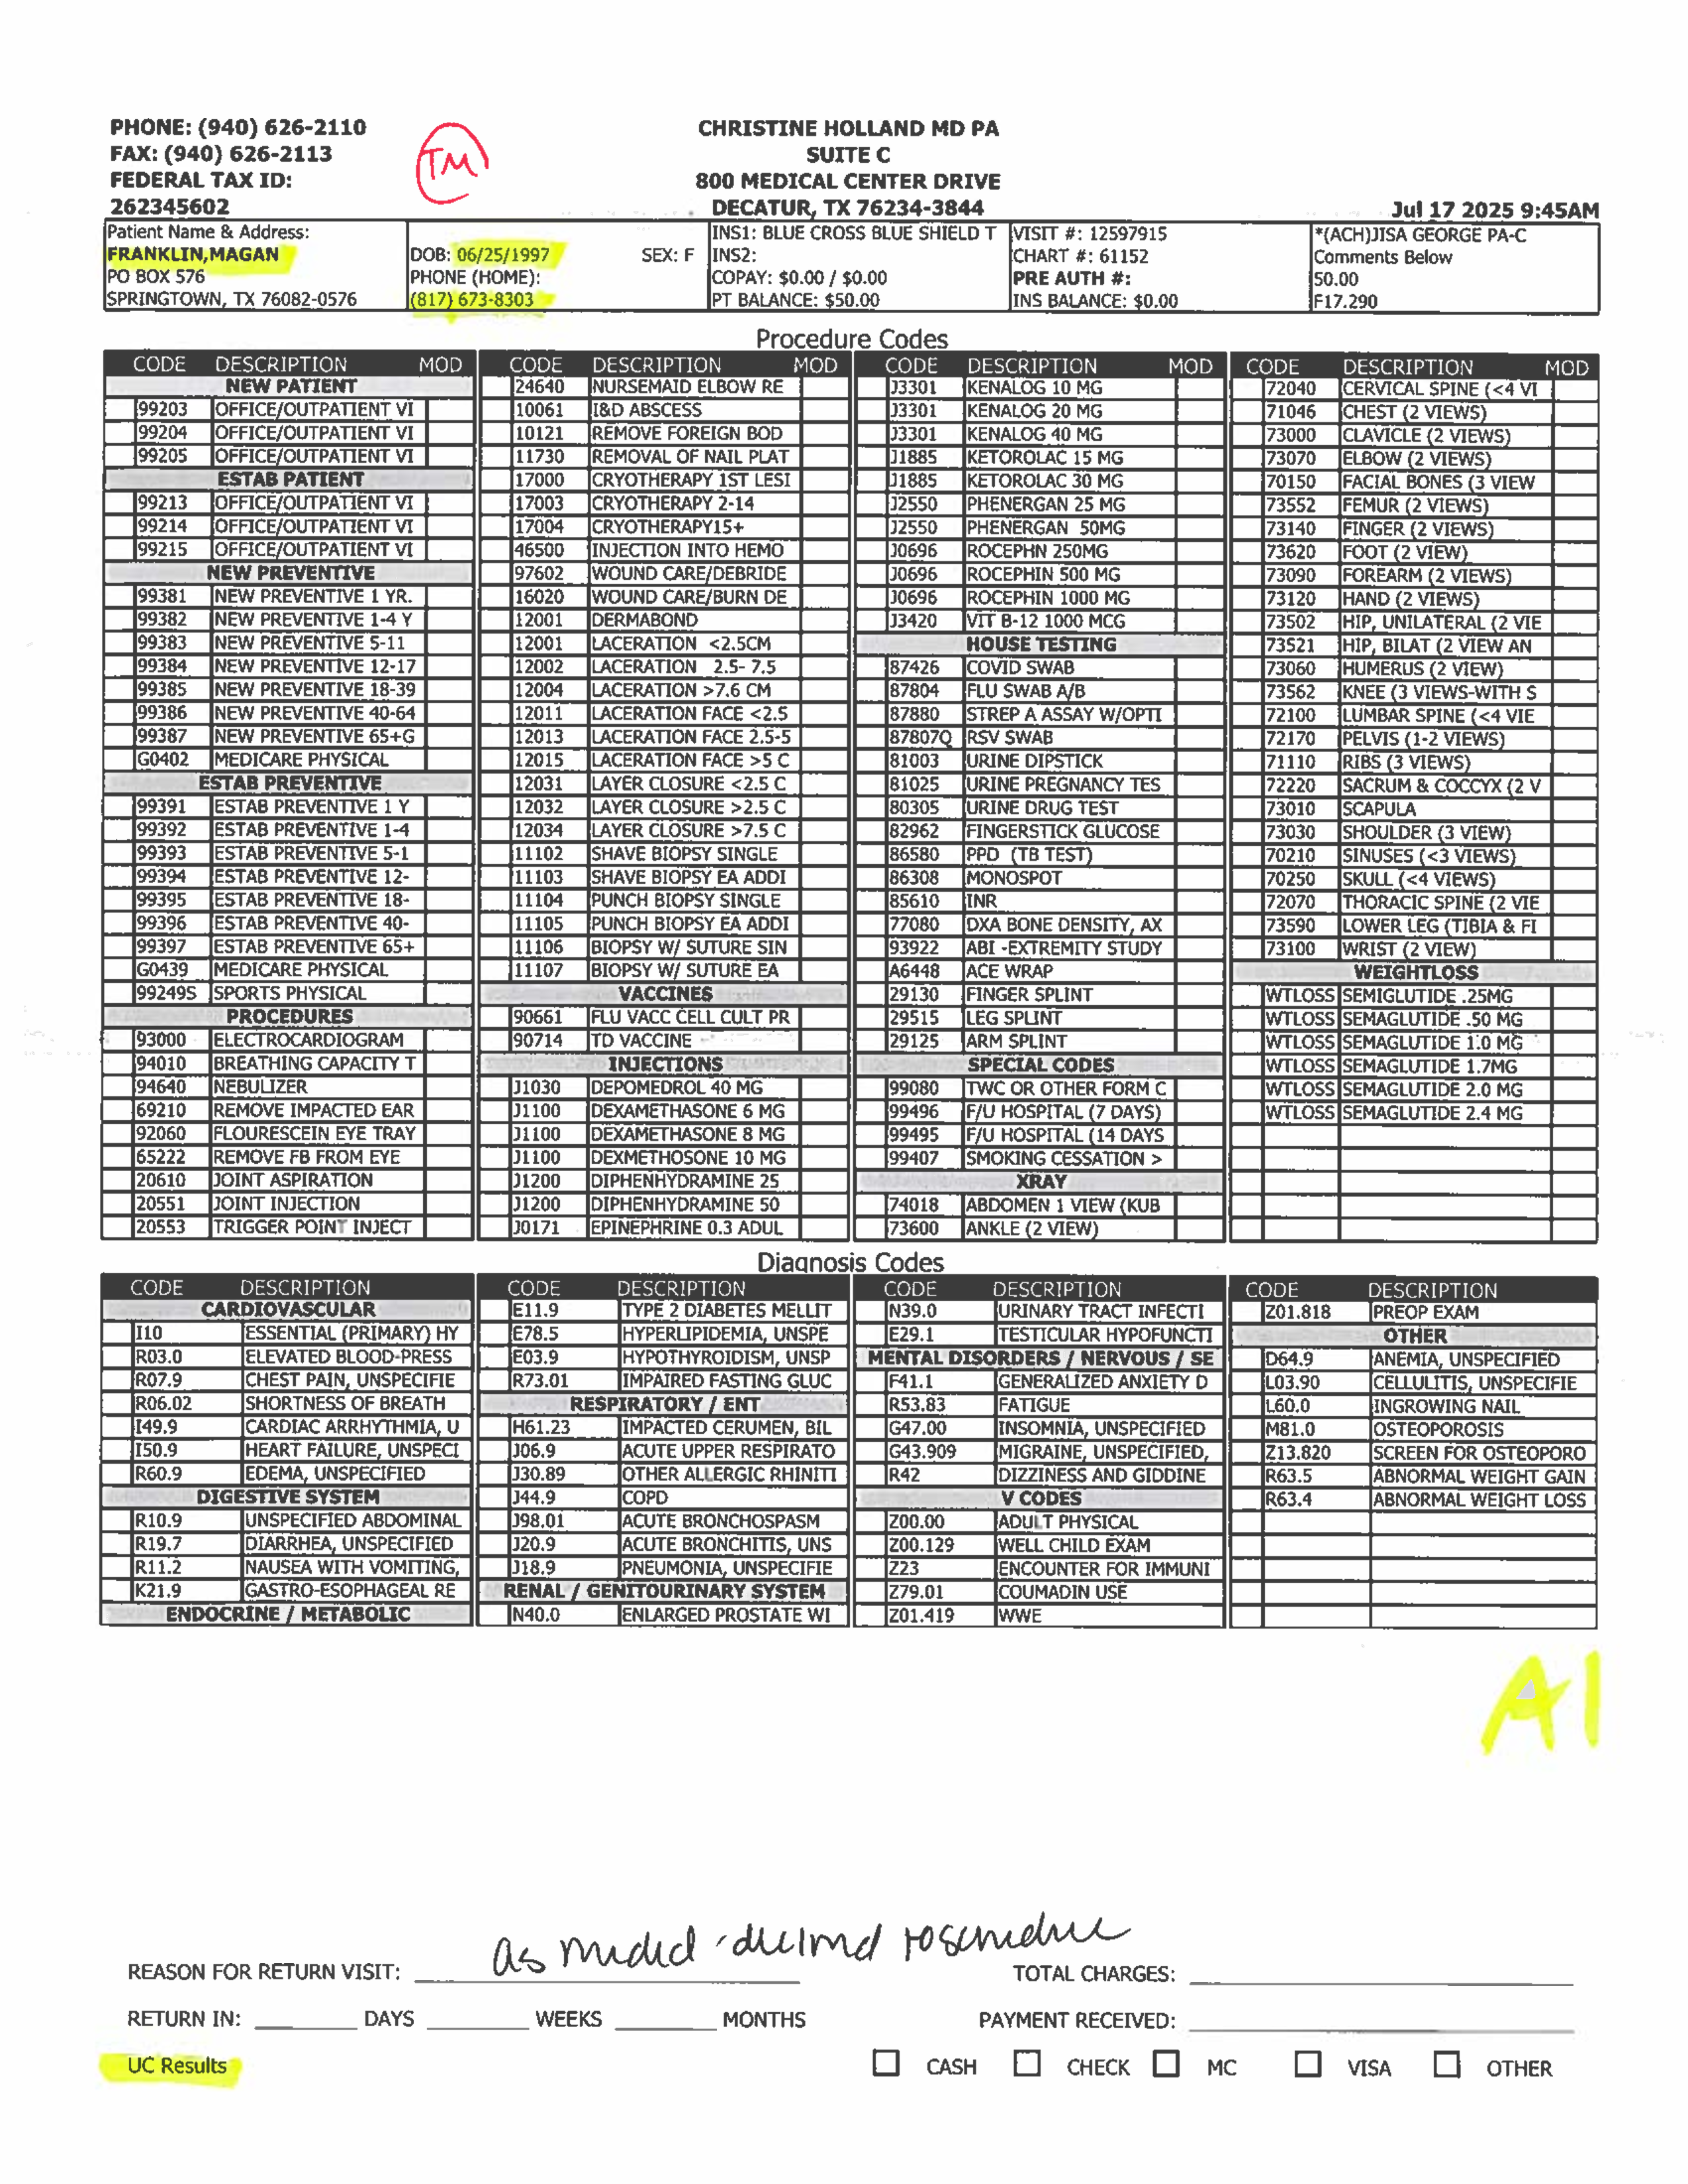 PHONE: (940) 626-2110
FAX: (940) 626-2113
FEDERAL TAX ID:
262345602
TM
CHRISTINE HOLLAND MD PA
SUITE C
800 MEDICAL CENTER DRIVE
DECATUR, TX 76234-3844
Jul 17 2025 9:45AM
Patient Name & Address:
FRANKLIN,MAGAN
PO BOX 576
SPRINGTOWN, TX 76082-0576
DOB: 06/25/1997 SEX: F
PHONE (HOME):
(817) 673-8303
INS1: BLUE CROSS BLUE SHIELD T
INS2:
COPAY: $0.00 / $0.00
PT BALANCE: $50.00
VISIT #: 12597915
CHART #: 61152
PRE AUTH #:
INS BALANCE: $0.00
*(ACH)JISA GEORGE PA-C
Comments Below
50.00
F17.290
Procedure Codes
CODE DESCRIPTION MOD
NEW PATIENT
99203 OFFICE/OUTPATIENT VI
99204 OFFICE/OUTPATIENT VI
99205 OFFICE/OUTPATIENT VI
ESTAB PATIENT
99213 OFFICE/OUTPATIENT VI
99214 OFFICE/OUTPATIENT VI
99215 OFFICE/OUTPATIENT VI
NEW PREVENTIVE
99381 NEW PREVENTIVE 1 YR.
99382 NEW PREVENTIVE 1-4 Y
99383 NEW PREVENTIVE 5-11
99384 NEW PREVENTIVE 12-17
99385 NEW PREVENTIVE 18-39
99386 NEW PREVENTIVE 40-64
99387 NEW PREVENTIVE 65+G
G0402 MEDICARE PHYSICAL
ESTAB PREVENTIVE
99391 ESTAB PREVENTIVE 1 Y
99392 ESTAB PREVENTIVE 1-4
99393 ESTAB PREVENTIVE 5-1
99394 ESTAB PREVENTIVE 12-
99395 ESTAB PREVENTIVE 18-
99396 ESTAB PREVENTIVE 40-
99397 ESTAB PREVENTIVE 65+
G0439 MEDICARE PHYSICAL
99249S SPORTS PHYSICAL
PROCEDURES
93000 ELECTROCARDIOGRAM
94010 BREATHING CAPACITY T
94640 NEBULIZER
69210 REMOVE IMPACTED EAR
92060 FLOURESCEIN EYE TRAY
65222 REMOVE FB FROM EYE
20610 JOINT ASPIRATION
20551 JOINT INJECTION
20553 TRIGGER POINT INJECT
CODE DESCRIPTION MOD
24640 NURSEMAID ELBOW RE
10061 I&D ABSCESS
10121 REMOVE FOREIGN BOD
11730 REMOVAL OF NAIL PLAT
17000 CRYOTHERAPY 1ST LESI
17003 CRYOTHERAPY 2-14
17004 CRYOTHERAPY15+
46500 INJECTION INTO HEMO
97602 WOUND CARE/DEBRIDE
16020 WOUND CARE/BURN DE
12001 DERMABOND
12001 LACERATION <2.5CM
12002 LACERATION 2.5- 7.5
12004 LACERATION >7.6 CM
12011 LACERATION FACE <2.5
12013 LACERATION FACE 2.5-5
12015 LACERATION FACE >5 C
12031 LAYER CLOSURE <2.5 C
12032 LAYER CLOSURE >2.5 C
12034 LAYER CLOSURE >7.5 C
11102 SHAVE BIOPSY SINGLE
11103 SHAVE BIOPSY EA ADDI
11104 PUNCH BIOPSY SINGLE
11105 PUNCH BIOPSY EA ADDI
11106 BIOPSY W/ SUTURE SIN
11107 BIOPSY W/ SUTURE EA
VACCINES
90661 FLU VACC CELL CULT PR
90714 TD VACCINE
INJECTIONS
J1030 DEPOMEDROL 40 MG
J1100 DEXAMETHASONE 6 MG
J1100 DEXAMETHASONE 8 MG
J1100 DEXMETHOSONE 10 MG
J1200 DIPHENHYDRAMINE 25
J1200 DIPHENHYDRAMINE 50
J0171 EPINEPHRINE 0.3 ADUL
CODE DESCRIPTION MOD
J3301 KENALOG 10 MG
J3301 KENALOG 20 MG
J3301 KENALOG 40 MG
J1885 KETOROLAC 15 MG
J1885 KETOROLAC 30 MG
J2550 PHENERGAN 25 MG
J2550 PHENERGAN 50MG
J0696 ROCEPHN 250MG
J0696 ROCEPHIN 500 MG
J0696 ROCEPHIN 1000 MG
J3420 VIT B-12 1000 MCG
HOUSE TESTING
87426 COVID SWAB
87804 FLU SWAB A/B
87880 STREP A ASSAY W/OPTI
87807Q RSV SWAB
81003 URINE DIPSTICK
81025 URINE PREGNANCY TES
80305 URINE DRUG TEST
82962 FINGERSTICK GLUCOSE
86580 PPD (TB TEST)
86308 MONOSPOT
85610 INR
77080 DXA BONE DENSITY, AX
93922 ABI -EXTREMITY STUDY
A6448 ACE WRAP
29130 FINGER SPLINT
29515 LEG SPLINT
29125 ARM SPLINT
SPECIAL CODES
99080 TWC OR OTHER FORM C
99496 F/U HOSPITAL (7 DAYS)
99495 F/U HOSPITAL (14 DAYS
99407 SMOKING CESSATION >
XRAY
74018 ABDOMEN 1 VIEW (KUB
73600 ANKLE (2 VIEW)
CODE DESCRIPTION MOD
72040 CERVICAL SPINE (<4 VI
71046 CHEST (2 VIEWS)
73000 CLAVICLE (2 VIEWS)
73070 ELBOW (2 VIEWS)
70150 FACIAL BONES (3 VIEW
73552 FEMUR (2 VIEWS)
73140 FINGER (2 VIEWS)
73620 FOOT (2 VIEW)
73090 FOREARM (2 VIEWS)
73120 HAND (2 VIEWS)
73502 HIP, UNILATERAL (2 VIE
73521 HIP, BILAT (2 VIEW AN
73060 HUMERUS (2 VIEW)
73562 KNEE (3 VIEWS-WITH S
72100 LUMBAR SPINE (<4 VIE
72170 PELVIS (1-2 VIEWS)
71110 RIBS (3 VIEWS)
72220 SACRUM & COCCYX (2 V
73010 SCAPULA
73030 SHOULDER (3 VIEW)
70210 SINUSES (<3 VIEWS)
70250 SKULL (<4 VIEWS)
72070 THORACIC SPINE (2 VIE
73590 LOWER LEG (TIBIA & FI
73100 WRIST (2 VIEW)
WEIGHTLOSS
WTLOSS SEMIGLUTIDE .25MG
WTLOSS SEMAGLUTIDE .50 MG
WTLOSS SEMAGLUTIDE 1.0 MG
WTLOSS SEMAGLUTIDE 1.7MG
WTLOSS SEMAGLUTIDE 2.0 MG
WTLOSS SEMAGLUTIDE 2.4 MG
Diagnosis Codes
CODE DESCRIPTION
CARDIOVASCULAR
I10 ESSENTIAL (PRIMARY) HY
R03.0 ELEVATED BLOOD-PRESS
R07.9 CHEST PAIN, UNSPECIFIE
R06.02 SHORTNESS OF BREATH
I49.9 CARDIAC ARRHYTHMIA, U
I50.9 HEART FAILURE, UNSPECI
R60.9 EDEMA, UNSPECIFIED
DIGESTIVE SYSTEM
R10.9 UNSPECIFIED ABDOMINAL
R19.7 DIARRHEA, UNSPECIFIED
R11.2 NAUSEA WITH VOMITING,
K21.9 GASTRO-ESOPHAGEAL RE
ENDOCRINE / METABOLIC
CODE DESCRIPTION
E11.9 TYPE 2 DIABETES MELLIT
E78.5 HYPERLIPIDEMIA, UNSPE
E03.9 HYPOTHYROIDISM, UNSP
R73.01 IMPAIRED FASTING GLUC
RESPIRATORY / ENT
H61.23 IMPACTED CERUMEN, BIL
J06.9 ACUTE UPPER RESPIRATO
J30.89 OTHER ALLERGIC RHINITI
J44.9 COPD
J98.01 ACUTE BRONCHOSPASM
J20.9 ACUTE BRONCHITIS, UNS
J18.9 PNEUMONIA, UNSPECIFIE
RENAL / GENITOURINARY SYSTEM
N40.0 ENLARGED PROSTATE WI
CODE DESCRIPTION
N39.0 URINARY TRACT INFECTI
E29.1 TESTICULAR HYPOFUNCTI
MENTAL DISORDERS / NERVOUS / SE
F41.1 GENERALIZED ANXIETY D
R53.83 FATIGUE
G47.00 INSOMNIA, UNSPECIFIED
G43.909 MIGRAINE, UNSPECIFIED,
R42 DIZZINESS AND GIDDINE
V CODES
Z00.00 ADULT PHYSICAL
Z00.129 WELL CHILD EXAM
Z23 ENCOUNTER FOR IMMUNI
Z79.01 COUMADIN USE
Z01.419 WWE
CODE DESCRIPTION
Z01.818 PREOP EXAM
OTHER
D64.9 ANEMIA, UNSPECIFIED
L03.90 CELLULITIS, UNSPECIFIE
L60.0 INGROWING NAIL
M81.0 OSTEOPOROSIS
Z13.820 SCREEN FOR OSTEOPORO
R63.5 ABNORMAL WEIGHT GAIN
R63.4 ABNORMAL WEIGHT LOSS
A1
REASON FOR RETURN VISIT: as needed
TOTAL CHARGES:
RETURN IN: DAYS WEEKS MONTHS
PAYMENT RECEIVED:
UC Results
CASH CHECK MC VISA OTHER